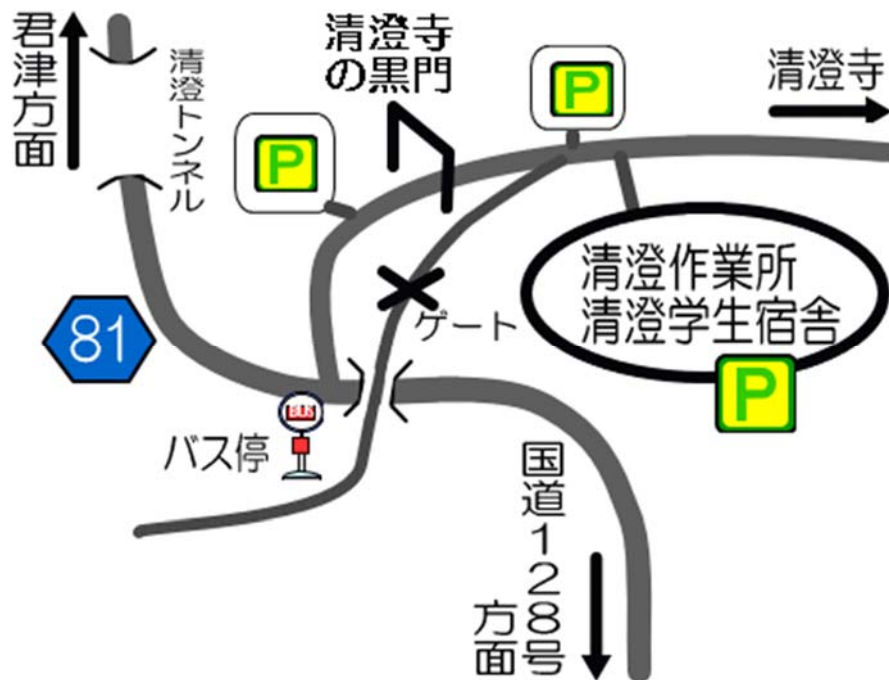 君津方面
清澄トンネル
清澄寺
の黒門
P
P
清澄寺
81
ゲート
清澄作業所
清澄学生宿舎
P
BUS
バス停
国道128号
方面